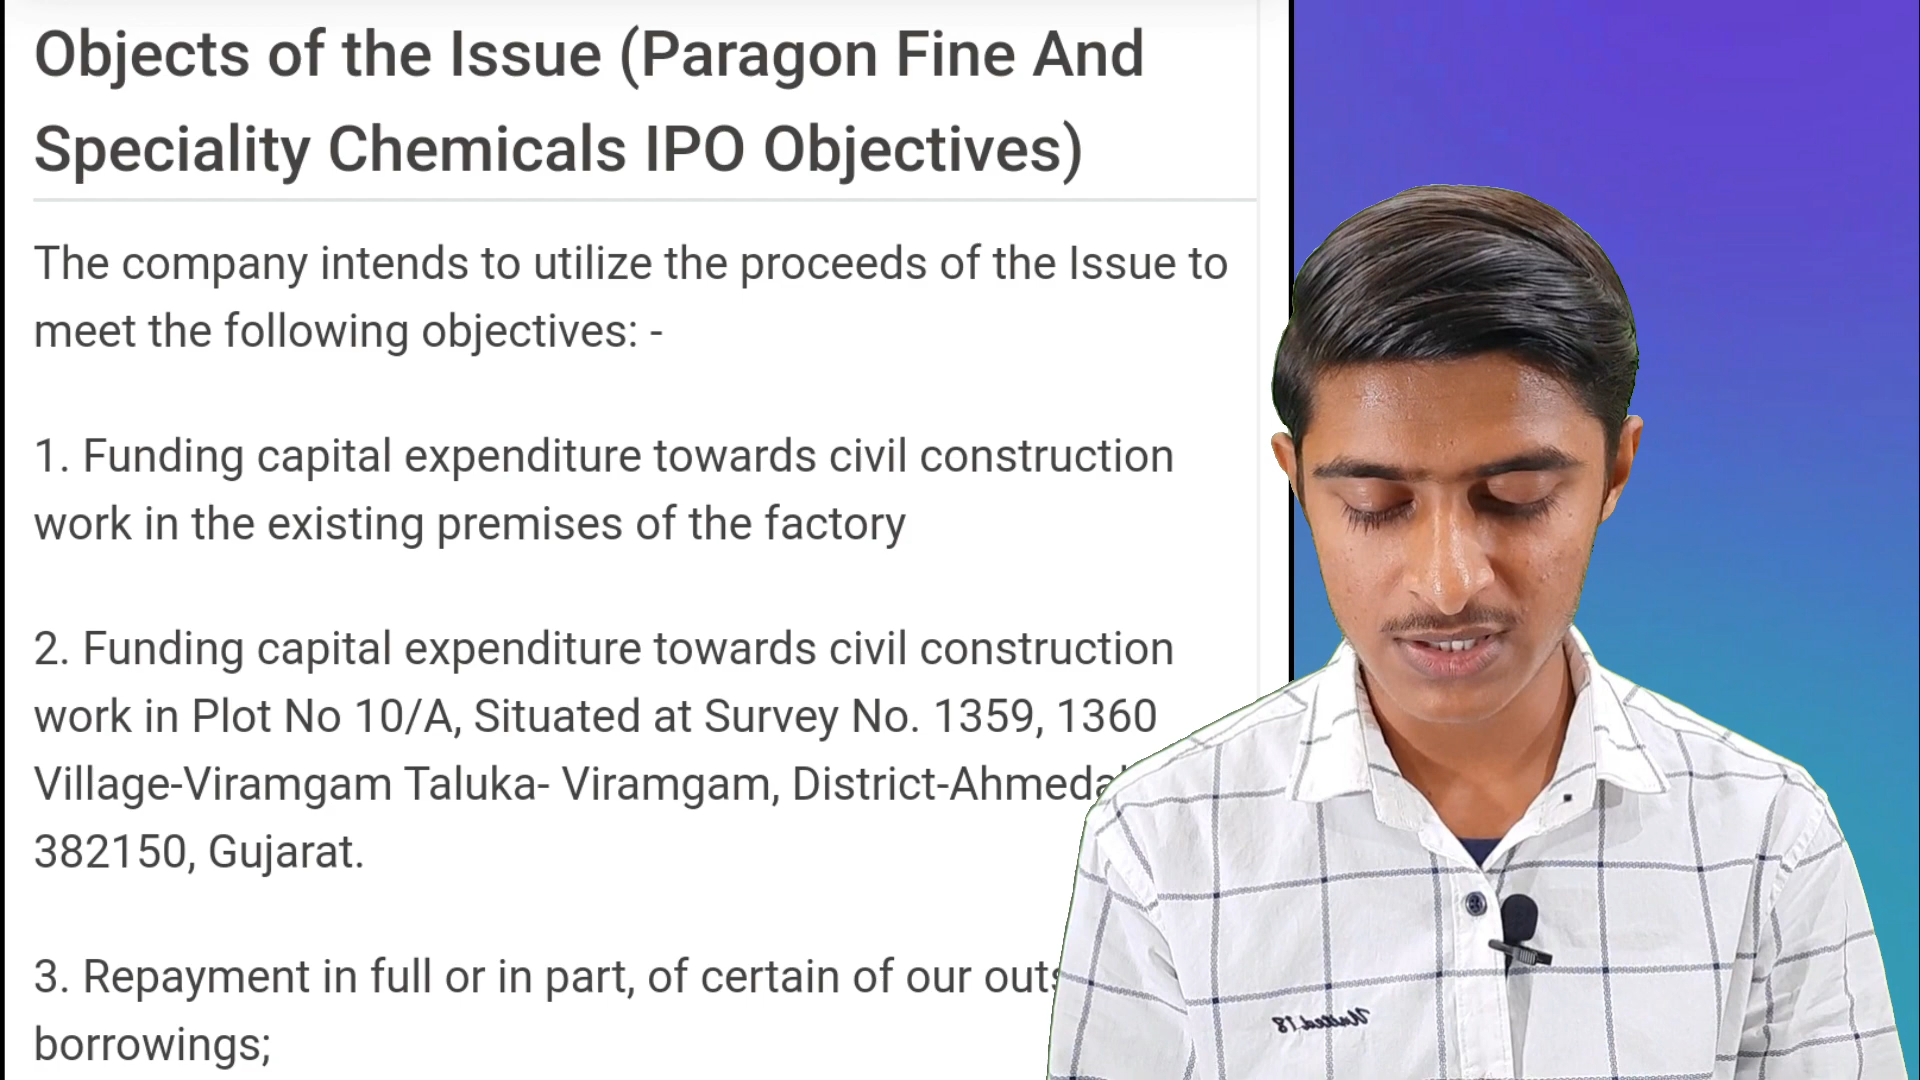 Objects of the Issue (Paragon Fine And
Speciality Chemicals IPO Objectives)
The company intends to utilize the proceeds of the Issue to
meet the following objectives: -
1. Funding capital expenditure towards civil construction
work in the existing premises of the factory
2. Funding capital expenditure towards civil construction
work in Plot No 10/A, Situated at Survey No. 1359, 1360
Village-Viramgam Taluka- Viramgam, District-Ahmeda
382150, Gujarat.
3. Repayment in full or in part, of certain of our outs
borrowings;
United.18